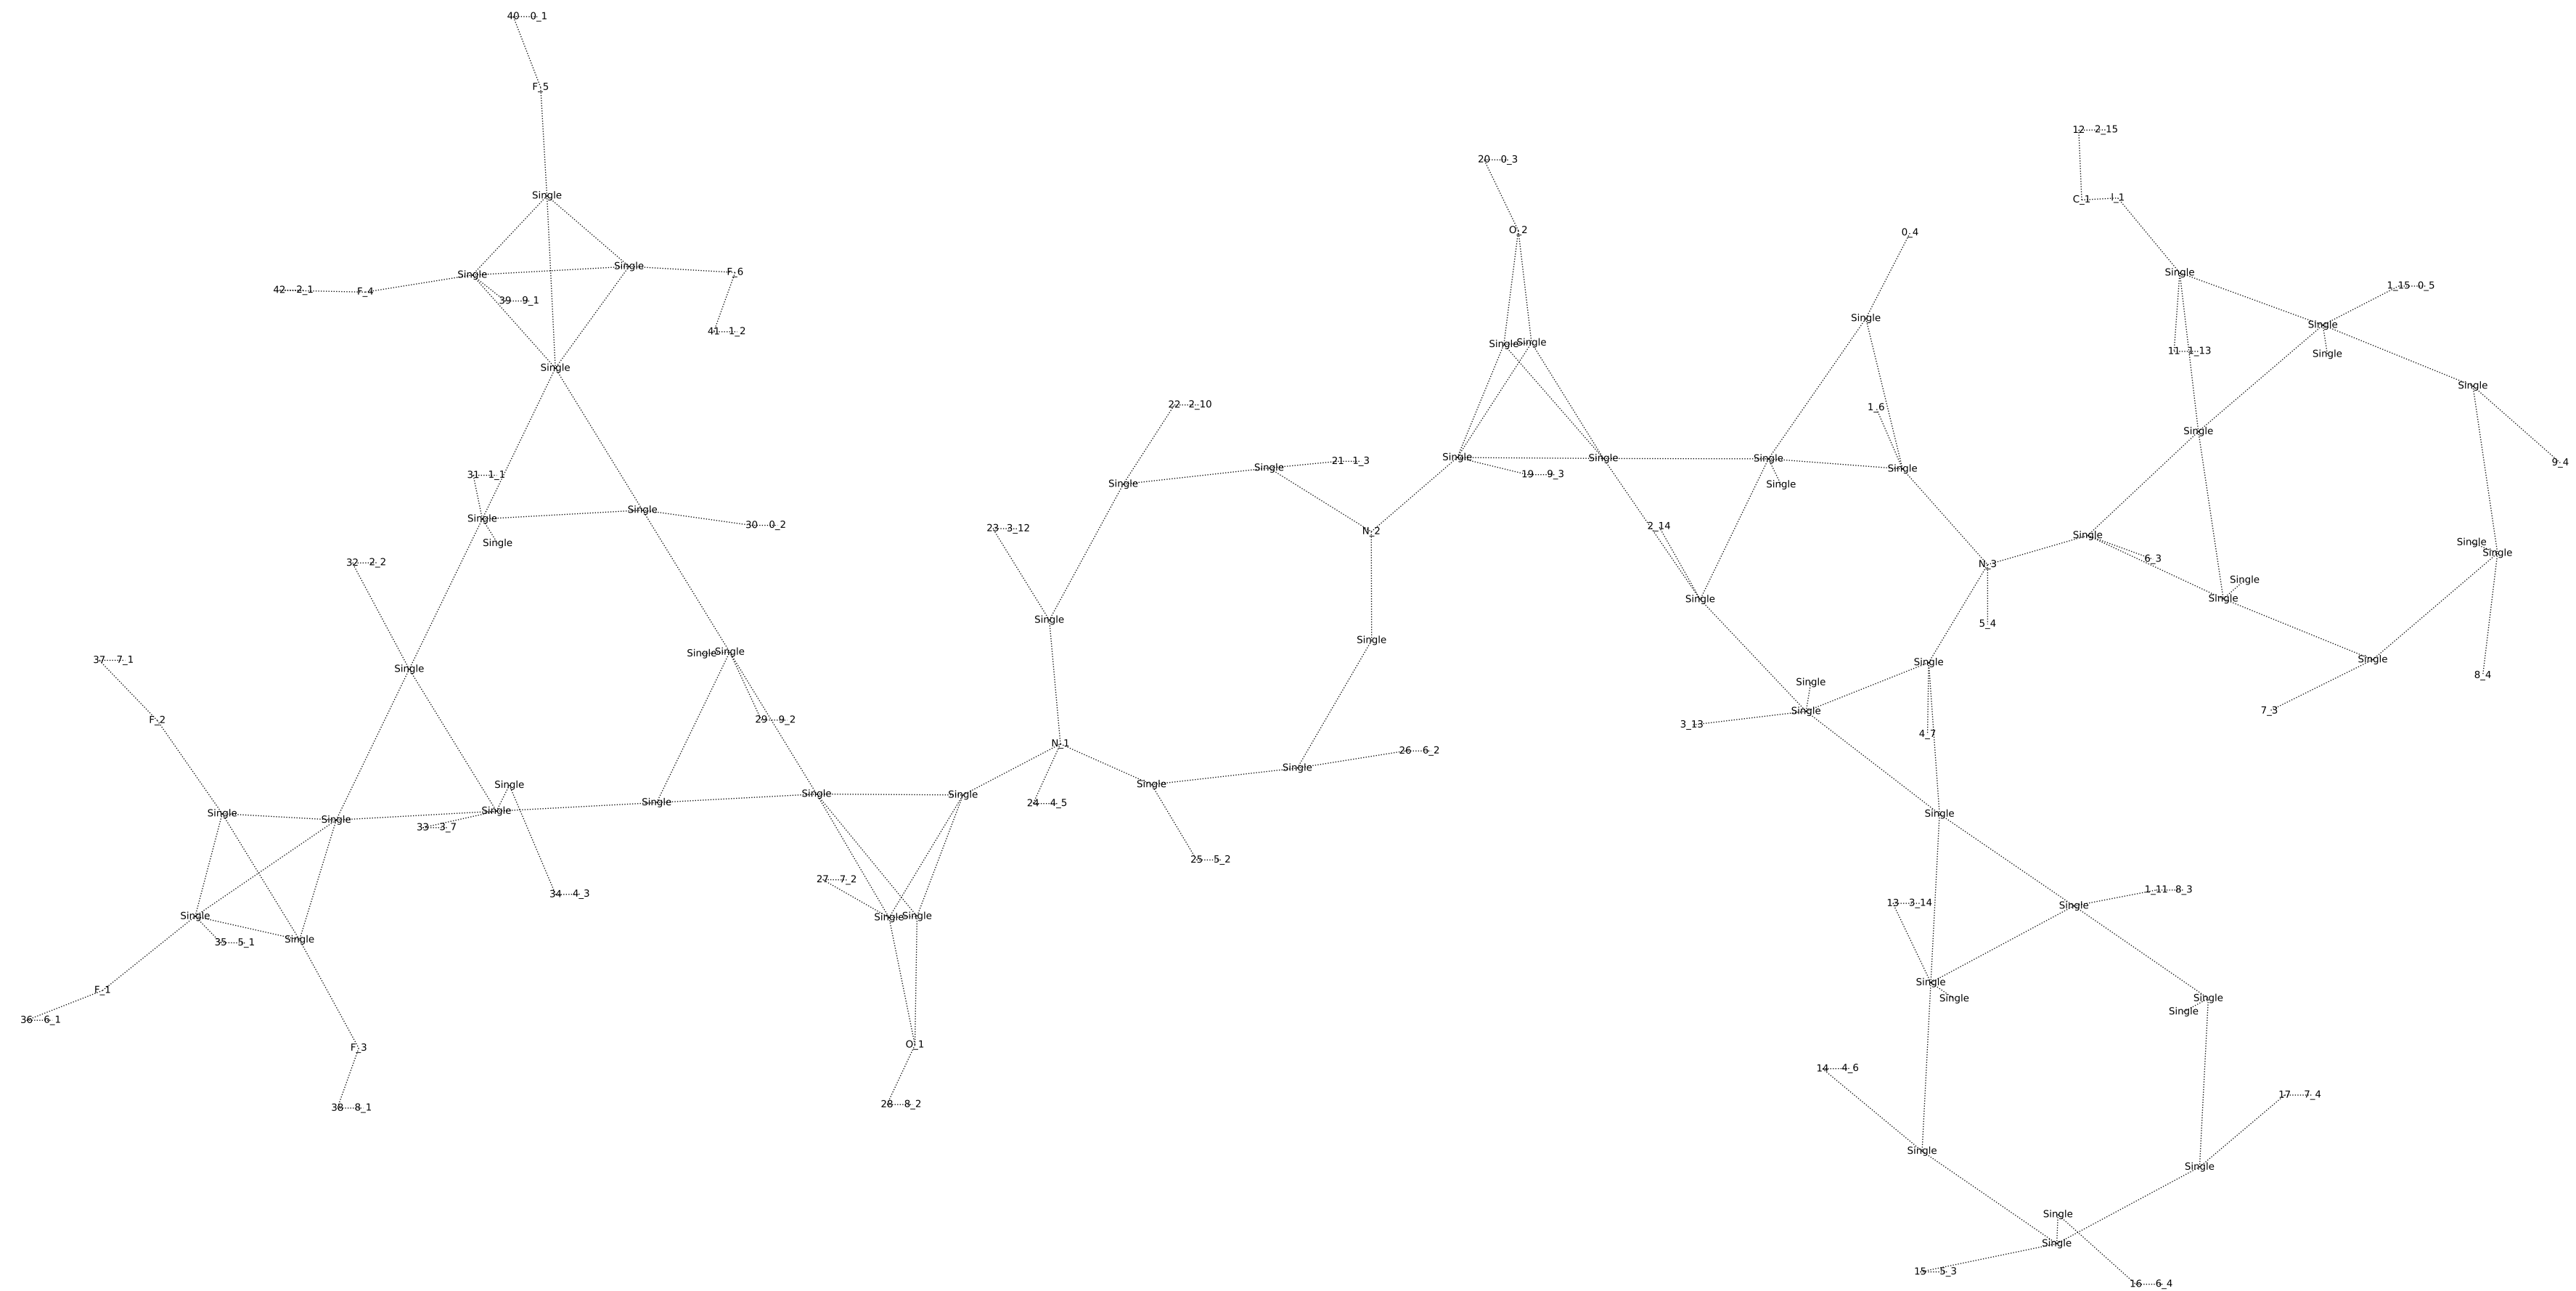 40 0_1
F_5
12 2_15
20 0_3
Single
C_1 I_1
O_2
0_4
Single Single
F_6
Single
42 2_1 F_4
39 9_1
1_15 0_5
Single
41 1_2
Single Single
Single
11 1_13
Single
Single
Single
22 2_10
1_6
Single
Single Single Single
21 1_3
Single
Single
9_4
31 1_1
19 9_3
Single
Single
Single
Single
30 0_2
23 3_12
2_14
N_2
Single
Single
Single
Single
6_3
32 2_2
N_3
Single
Single
Single
Single
5_4
Single
Single Single
37 7_1
Single
Single
Single
8_4
Single
7_3
Single
F_2
29 9_2
3_13
4_7
N_1
26 6_2
Single
Single
Single
Single
Single
Single
Single
Single
Single
Single
33 3_7
25 5_2
27 7_2
34 4_3
1_11 8_3
13 3_14
Single
Single
Single Single
Single
35 5_1
Single
F_1
Single
Single
Single
36 6_1
O_1
F_3
14 4_6
17 7_4
28 8_2
38 8_1
Single
Single
Single
Single
15 5_3
16 6_4